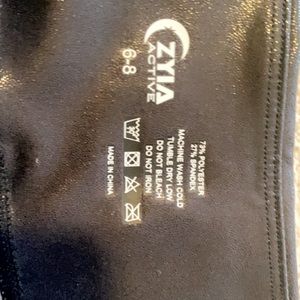 ZYIA
ACTIVE
6-8
73% POLYESTER
27% SPANDEX
MACHINE WASH COLD
DO NOT BLEACH
TUMBLE DRY LOW
DO NOT IRON
MADE IN CHINA